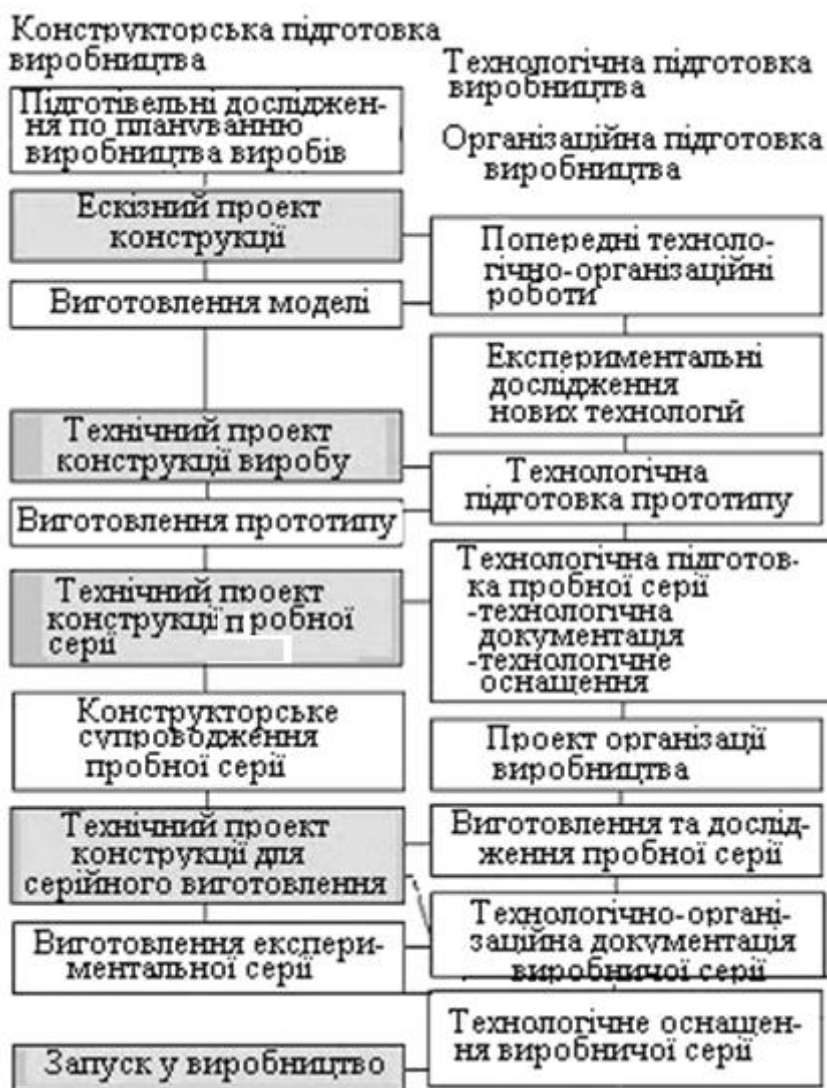 Конструкторська підготовка
виробництва
Підготівельні дослiджен-
ня по плануванню
виробництва виробів
Ескізний проект
конструкції
Виготовлення моделі
Технічний проект
конструкції виробу
Виготовлення прототипу
Технічний проект
конструкції пробної
серії
Конструкторське
супроводження
пробної серії
Технічний проект
конструкції для
серійного виготовлення
Виготовлення експери-
ментальної серії
Запуск у виробництво
Технологічна підготовка
виробництва
Організаційна підготовка
виробництва
Попередні техноло-
гічно-організаційні
роботи
Експериментальні
дослідження
нових технологій
Технологічна
підготовка прототипу
Технологічна підготов-
ка пробної серії
-технологічна
документація
-технологічне
оснащення
Проект організації
виробництва
Виготовлення та дослід-
ження пробної серії
Технологічно-органі-
заційна документація
виробничої серії
Технологічне оснащен-
ня виробничої серії